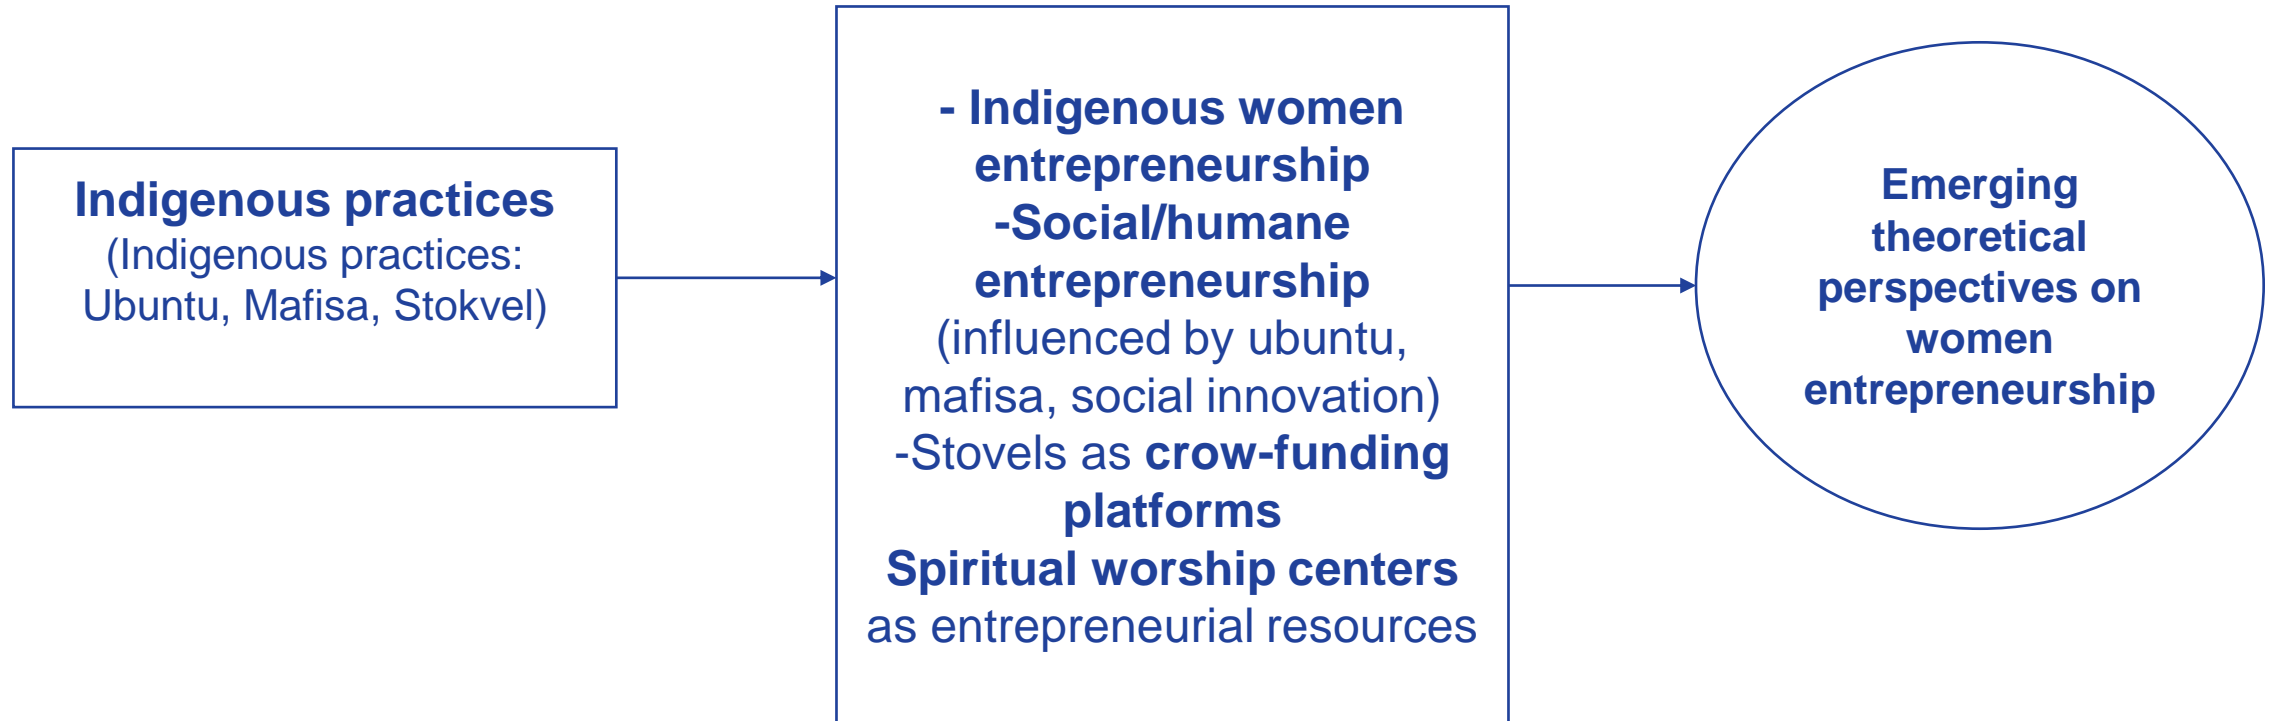 Indigenous practices
(Indigenous practices:
Ubuntu, Mafisa, Stokvel)
- Indigenous women
entrepreneurship
-Social/humane
entrepreneurship
(influenced by ubuntu,
mafisa, social innovation)
-Stovels as crow-funding
platforms
Spiritual worship centers
as entrepreneurial resources
Emerging
theoretical
perspectives on
women
entrepreneurship